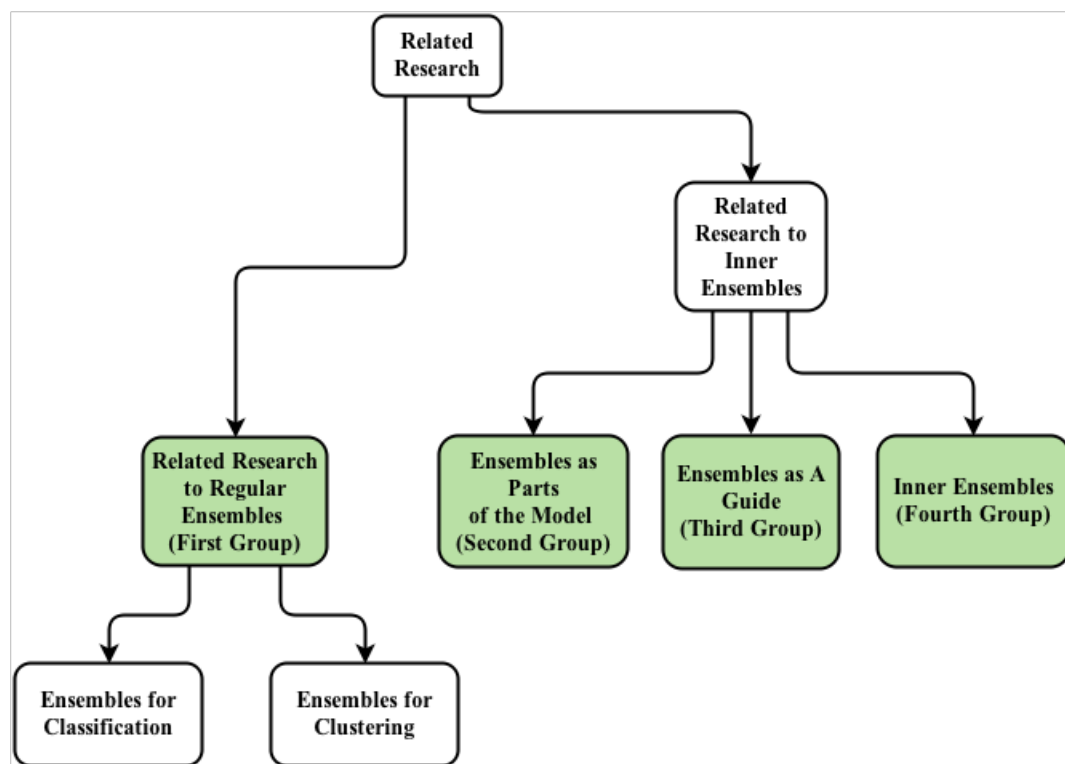 Related
Research
Related
Research to
Inner
Ensembles
Related Research
to Regular
Ensembles
(First Group)
Ensembles as
Parts
of the Model
(Second Group)
Ensembles as A
Guide
(Third Group)
Inner Ensembles
(Fourth Group)
Ensembles for
Classification
Ensembles for
Clustering